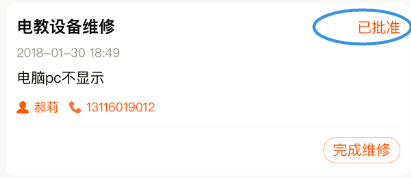 电教设备维修 已批准
2018-01-30 18:49
电脑pc不显示
郝莉 13116019012
完成维修